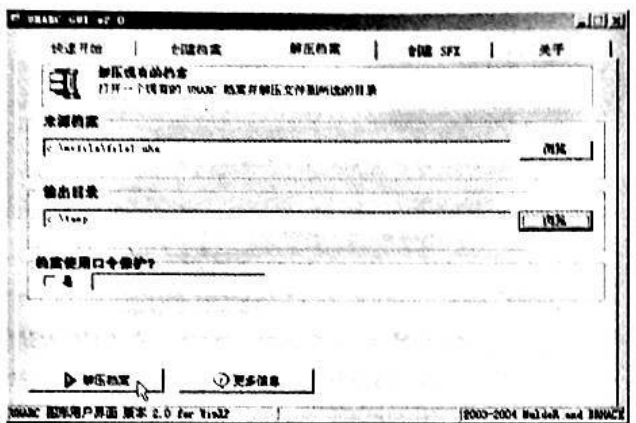 GUI v2.0
快速开始 创建档案 解压档案 创建 SFX 关于
解压现有的档案
打开一个现有的 档案并解压文件到所选的目录
来源档案
浏览
输出目录
c:\temp
浏览
档案使用口令保护?
是
解压档案 更多信息
图形用户界面 版本 2.0 for WinXP 2003-2004 and